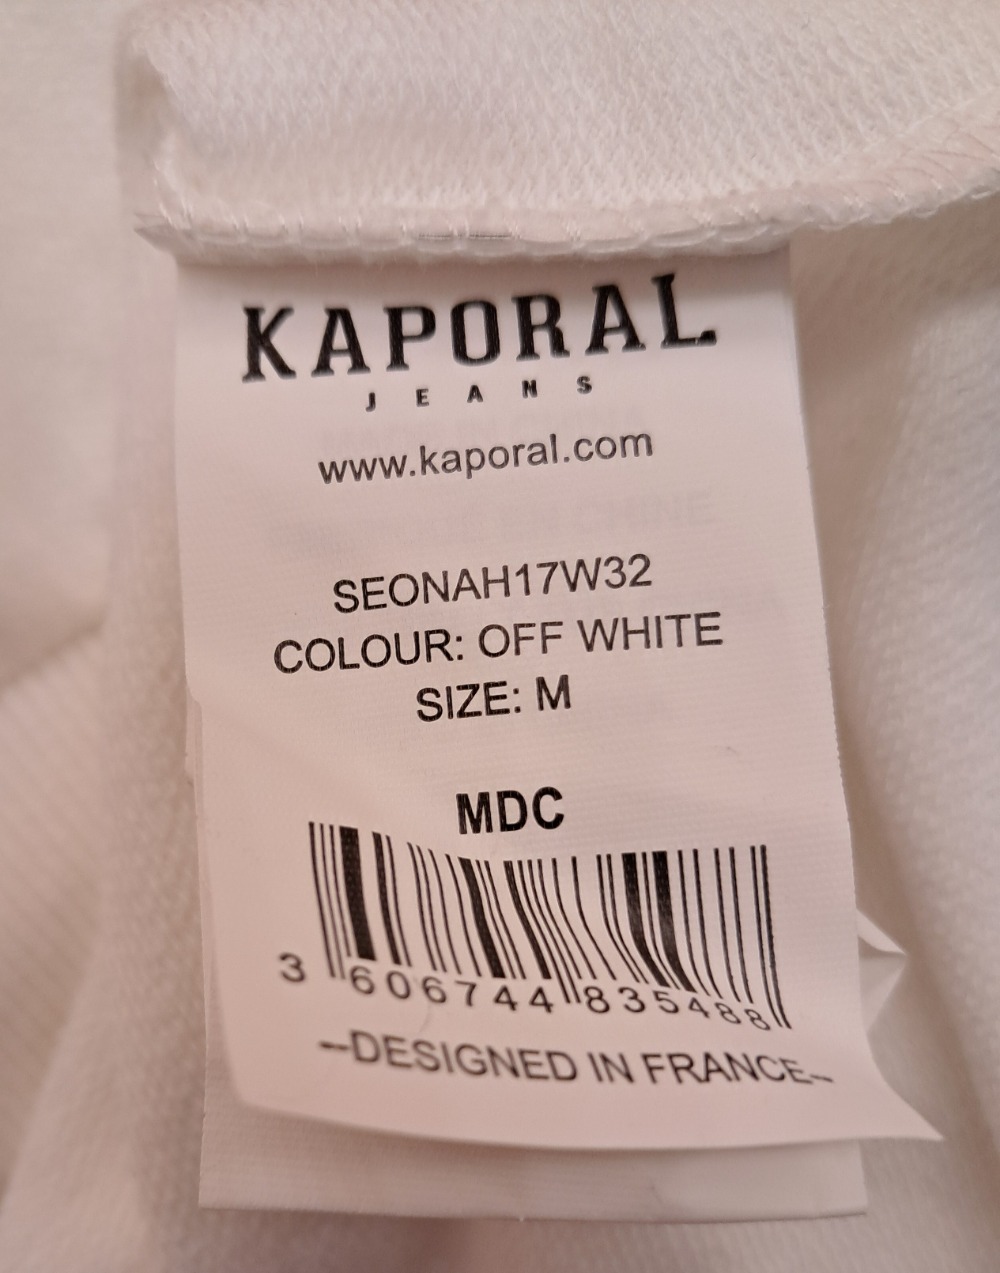 KAPORAL
JEANS
www.kaporal.com
SEONAH17W32
COLOUR: OFF WHITE
SIZE: M
MDC
3 606744 835488
–DESIGNED IN FRANCE–